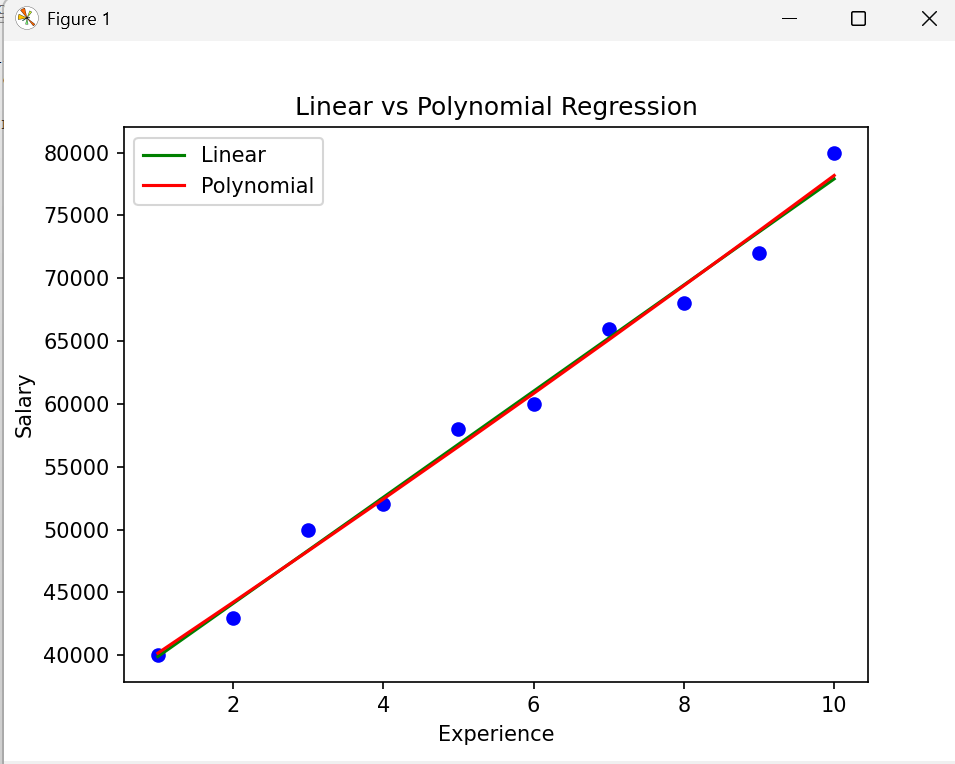 Figure 1
Linear vs Polynomial Regression
Linear
Polynomial
80000
75000
70000
65000
60000
55000
50000
45000
40000
Salary
2 4 6 8 10
Experience